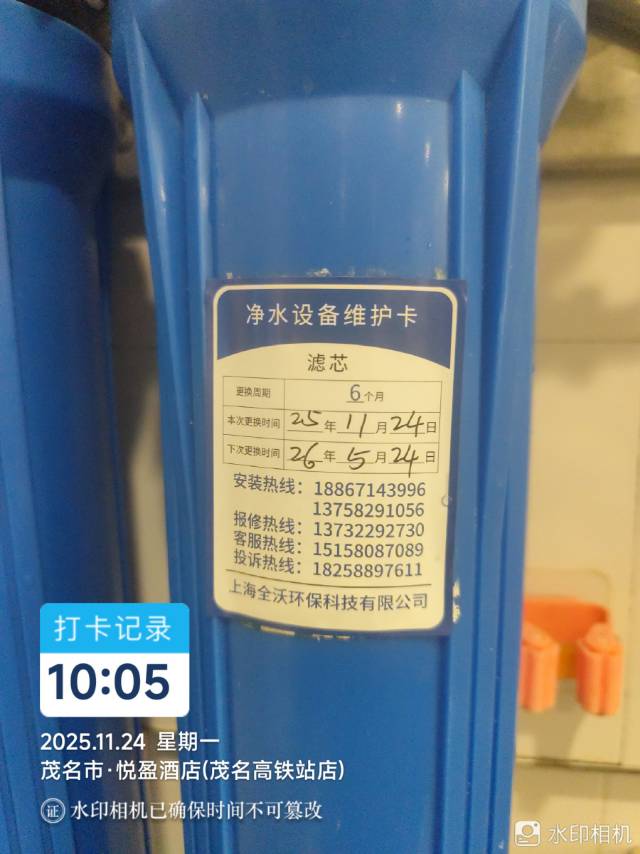 净水设备维护卡
滤芯
更换周期 6个月
本次更换时间 25年11月24日
下次更换时间 26年5月24日
安装热线：18867143996
13758291056
报修热线：13732292730
客服热线：15158087089
投诉热线：18258897611
上海全沃环保科技有限公司
打卡记录
10:05
2025.11.24 星期一
茂名市·悦盈酒店(茂名高铁站店)
证 水印相机已确保时间不可篡改
水印相机